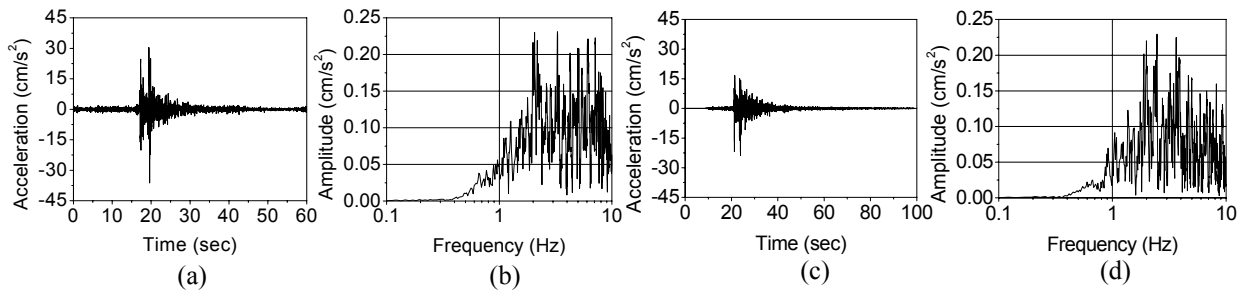 45
30
15
0
-15
-30
-45
Acceleration (cm/s²)
0 10 20 30 40 50 60
Time (sec)
(a)
0.25
0.20
0.15
0.10
0.05
0.00
Amplitude (cm/s²)
0.1 1 10
Frequency (Hz)
(b)
45
30
15
0
-15
-30
-45
Acceleration (cm/s²)
0 20 40 60 80 100
Time (sec)
(c)
0.25
0.20
0.15
0.10
0.05
0.00
Amplitude (cm/s²)
0.1 1 10
Frequency (Hz)
(d)